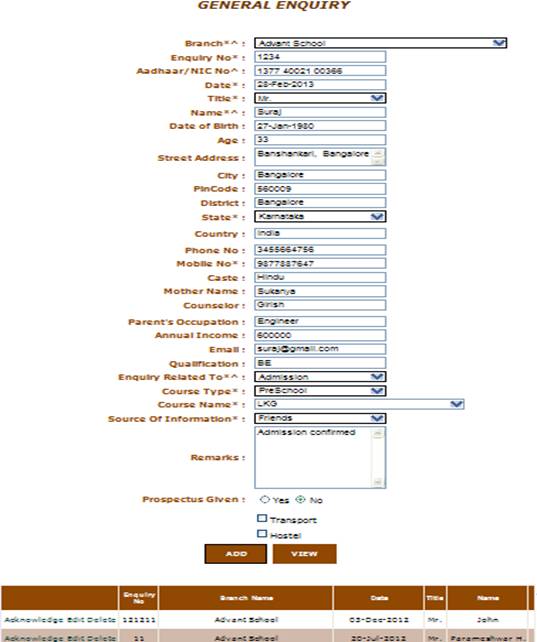 GENERAL ENQUIRY
Branch*^ : Advant School
Enquiry No* : 1234
Aadhaar/NIC No^ : 1377 40021 00366
Date* : 28-Feb-2013
Title* : Mr.
Name*^ : Suraj
Date of Birth : 27-Jan-1980
Age : 33
Street Address : Banshankari, Bangalore
City : Bangalore
PinCode : 560009
District : Bangalore
State* : Karnataka
Country : India
Phone No : 3455664756
Mobile No* : 9877887647
Caste : Hindu
Mother Name : Sukanya
Counselor : Girish
Parent's Occupation : Engineer
Annual Income : 600000
Email : suraj@gmail.com
Qualification : BE
Enquiry Related To*^ : Admission
Course Type* : PreSchool
Course Name* : LKG
Source Of Information* : Friends
Remarks : Admission confirmed
Prospectus Given : Yes No
Transport
Hostel
ADD VIEW
Enquiry No Branch Name Date Title Name
Acknowledge Edit Delete 121211 Advant School 03-Dec-2012 Mr. John
Acknowledge Edit Delete 11 Advant School 20-Jul-2012 Mr. Parameshwar H.